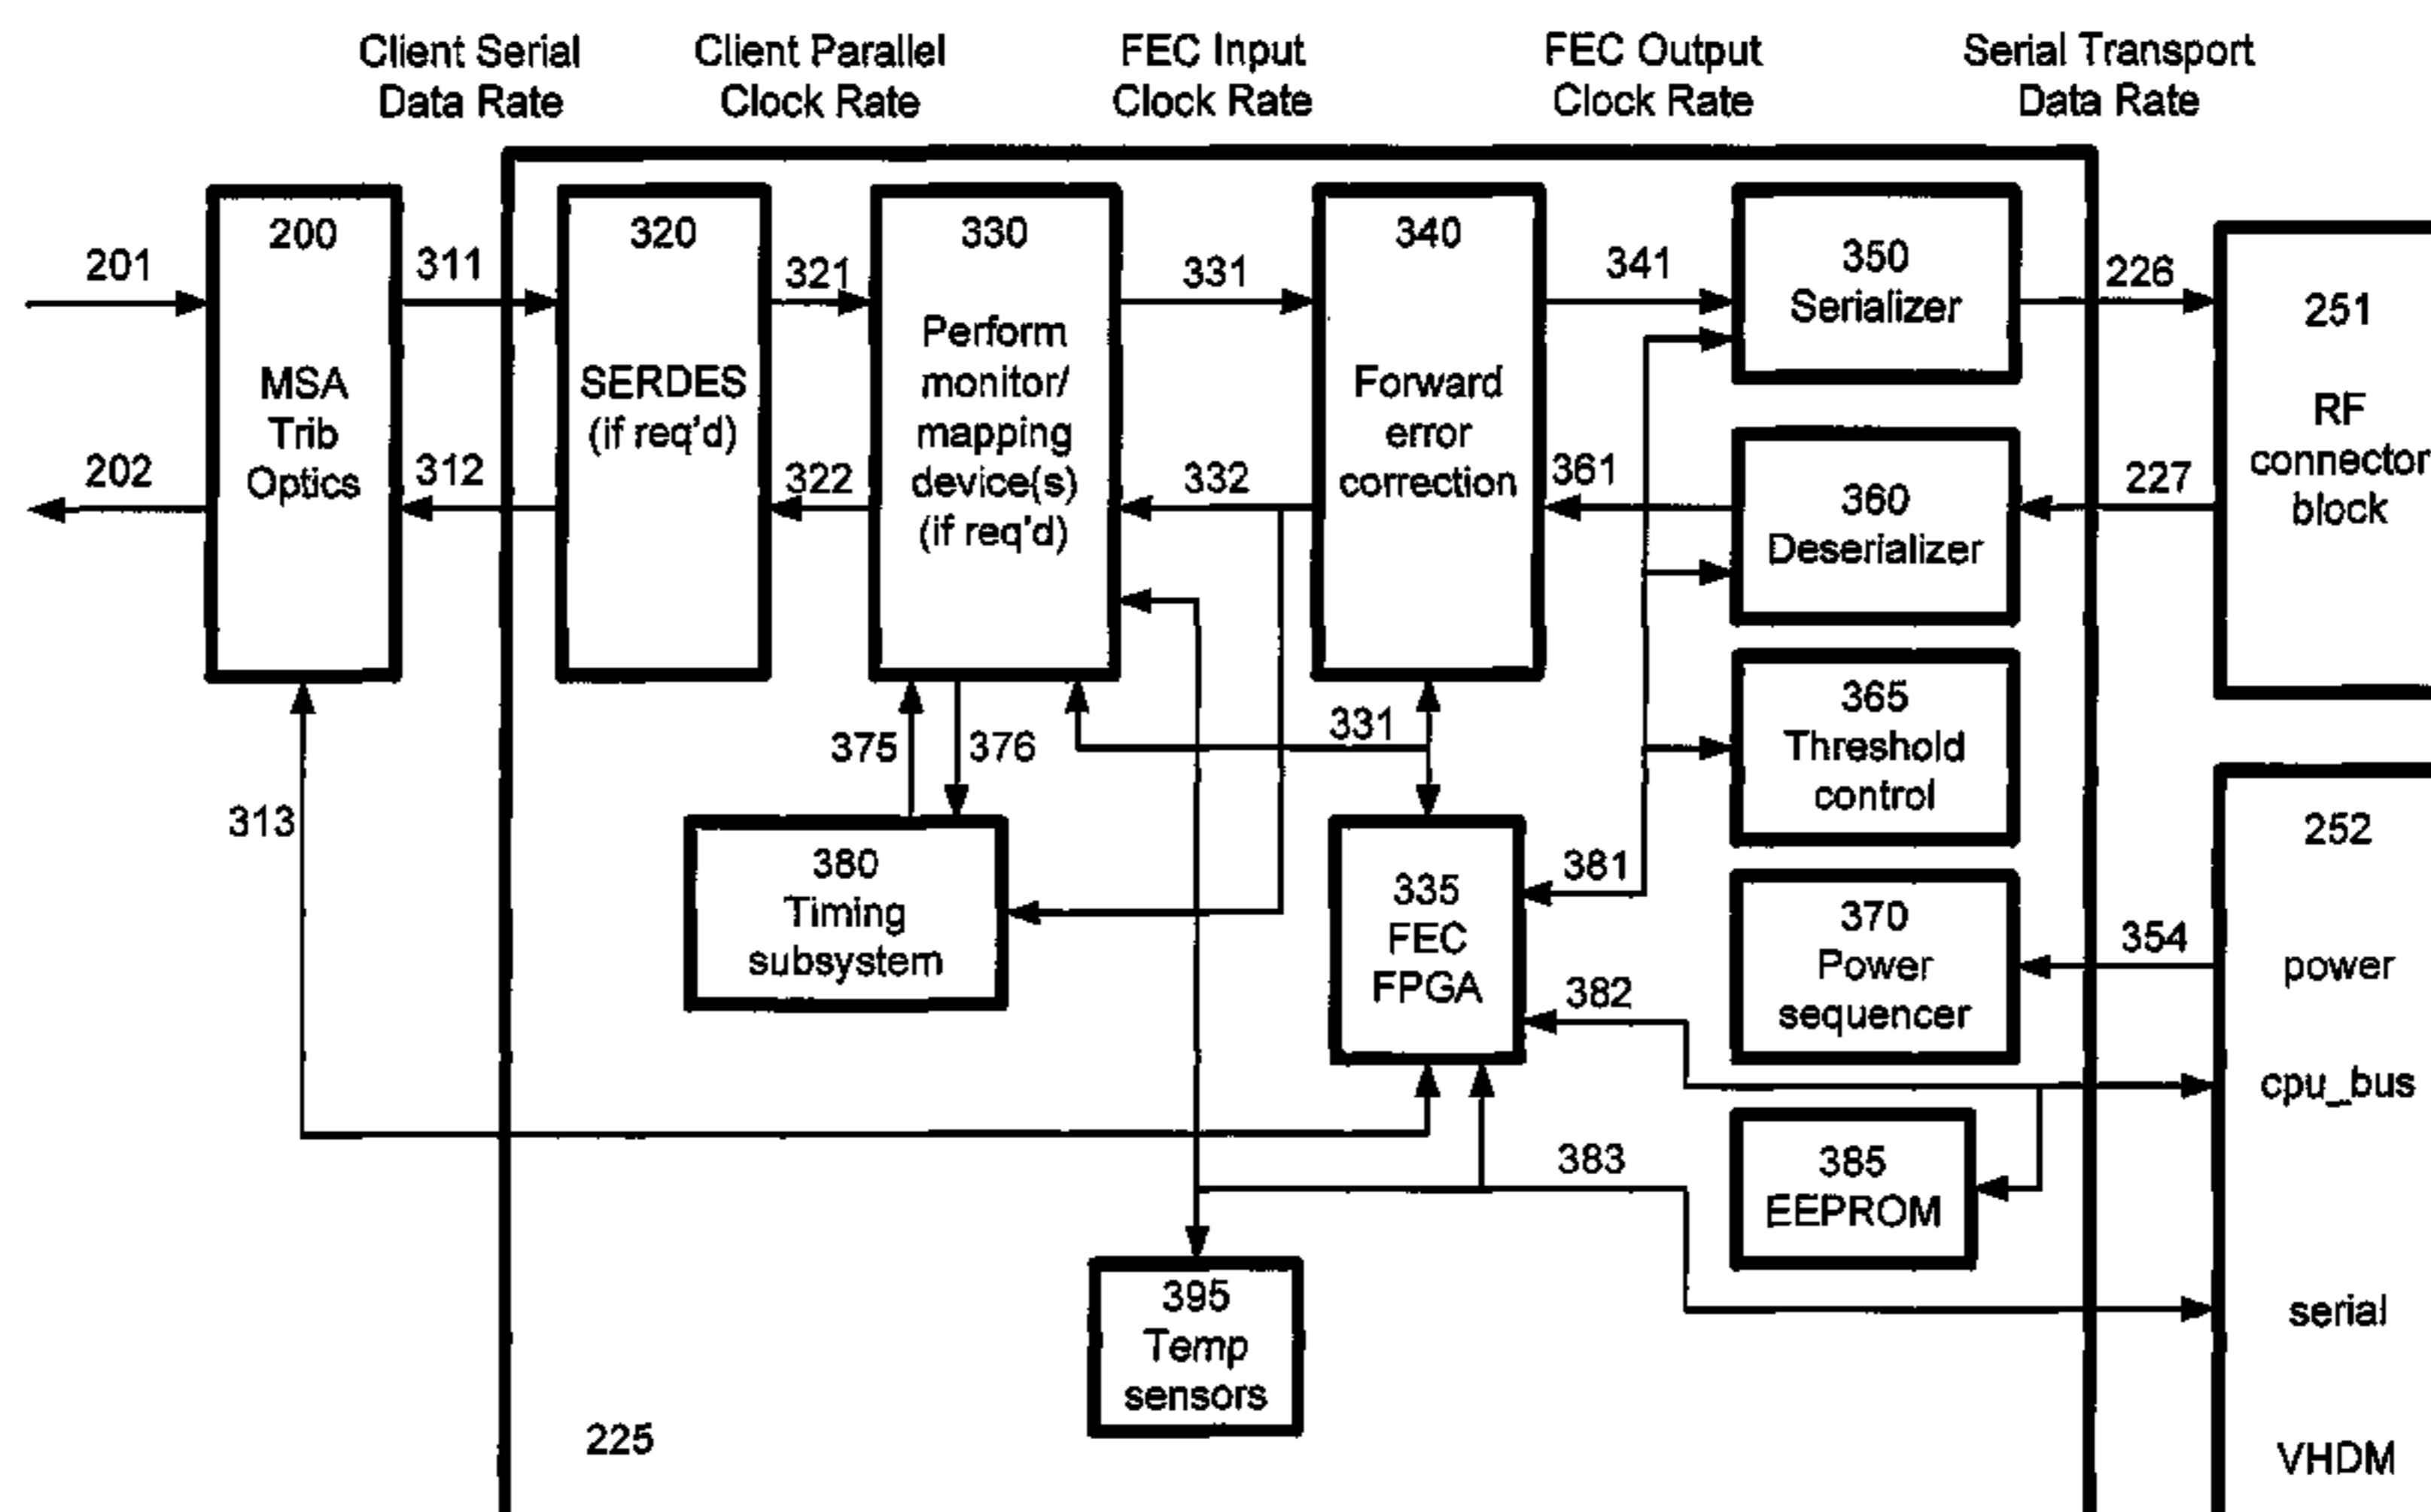 Client Serial
Data Rate
Client Parallel
Clock Rate
FEC Input
Clock Rate
FEC Output
Clock Rate
Serial Transport
Data Rate
201
202
200
MSA
Trib
Optics
311
312
313
320
SERDES
(if req'd)
321
322
330
Perform
monitor/
mapping
device(s)
(if req'd)
331
332
340
Forward
error
correction
341
361
350
Serializer
360
Deserializer
365
Threshold
control
370
Power
sequencer
385
EEPROM
226
227
251
RF
connector
block
375
376
331
380
Timing
subsystem
335
FEC
FPGA
381
382
383
354
252
power
cpu_bus
serial
VHDM
395
Temp
sensors
225